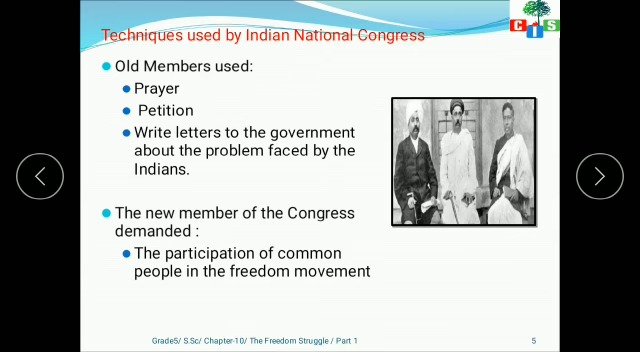 CIS
Techniques used by Indian National Congress
Old Members used:
Prayer
Petition
Write letters to the government
about the problem faced by the
Indians.
The new member of the Congress
demanded :
The participation of common
people in the freedom movement
Grade5/ S.Sc/ Chapter-10/ The Freedom Struggle / Part 1
5